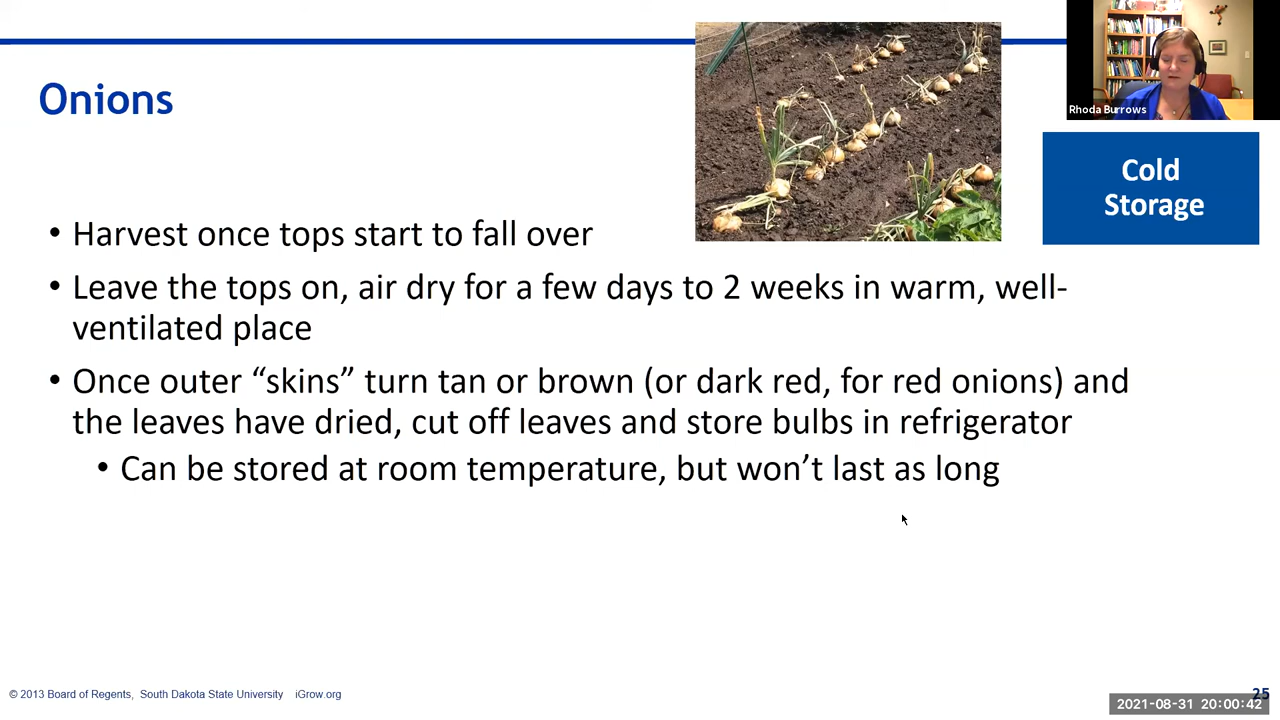 Onions
Rhoda Burrows
Cold
Storage
• Harvest once tops start to fall over
• Leave the tops on, air dry for a few days to 2 weeks in warm, well-
ventilated place
• Once outer “skins” turn tan or brown (or dark red, for red onions) and
the leaves have dried, cut off leaves and store bulbs in refrigerator
• Can be stored at room temperature, but won’t last as long
© 2013 Board of Regents, South Dakota State University iGrow.org
25
2021-08-31 20:00:42